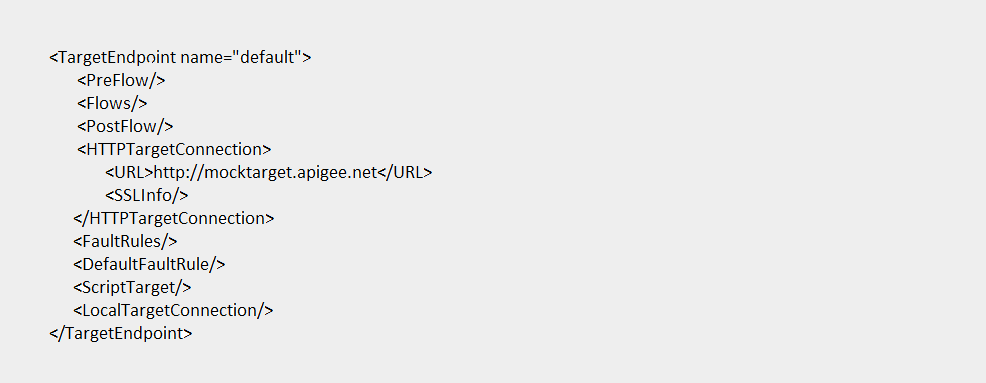 <TargetEndpoint name="default">
<PreFlow/>
<Flows/>
<PostFlow/>
<HTTPTargetConnection>
<URL>http://mocktarget.apigee.net</URL>
<SSLInfo/>
</HTTPTargetConnection>
<FaultRules/>
<DefaultFaultRule/>
<ScriptTarget/>
<LocalTargetConnection/>
</TargetEndpoint>